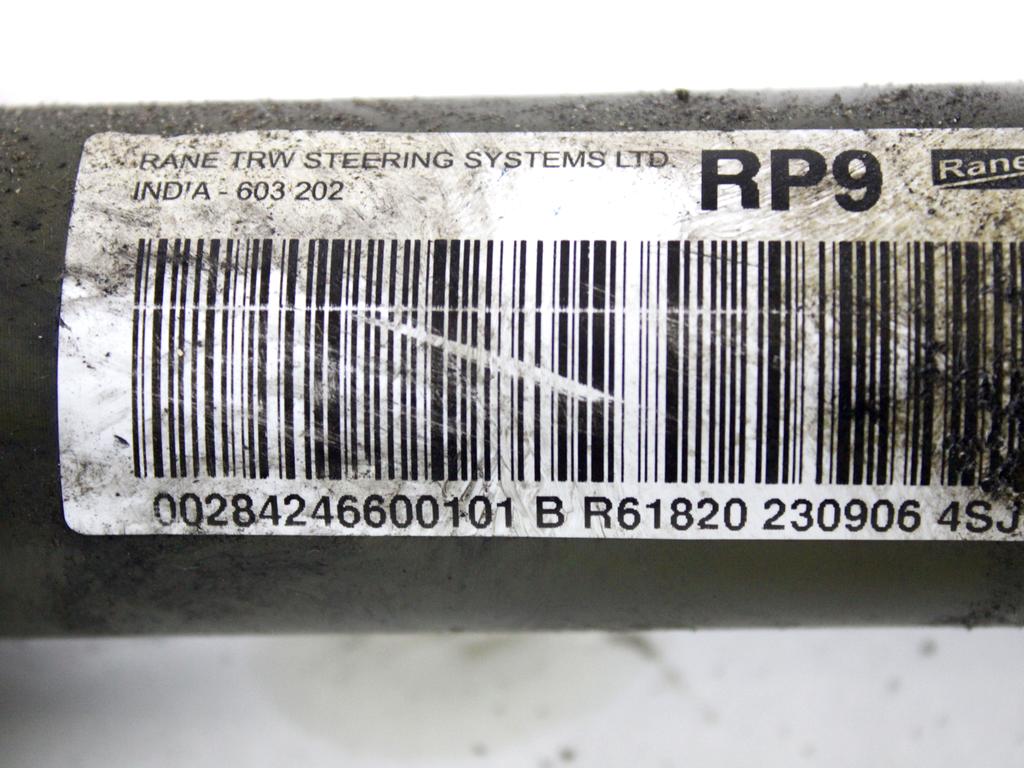 RANE TRW STEERING SYSTEMS LTD. RP9 Rane
INDIA - 603 202
00284246600101 B R61820 230906 4SJ